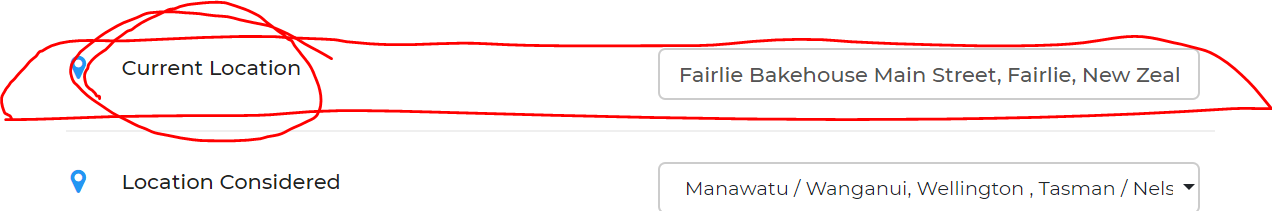 Current Location
Fairlie Bakehouse Main Street, Fairlie, New Zeal
Location Considered
Manawatu / Wanganui, Wellington , Tasman / Nels